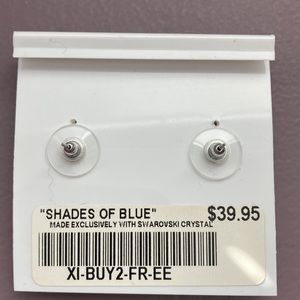 "SHADES OF BLUE" $39.95
MADE EXCLUSIVELY WITH SWAROVSKI CRYSTAL
XI-BUY2-FR-EE